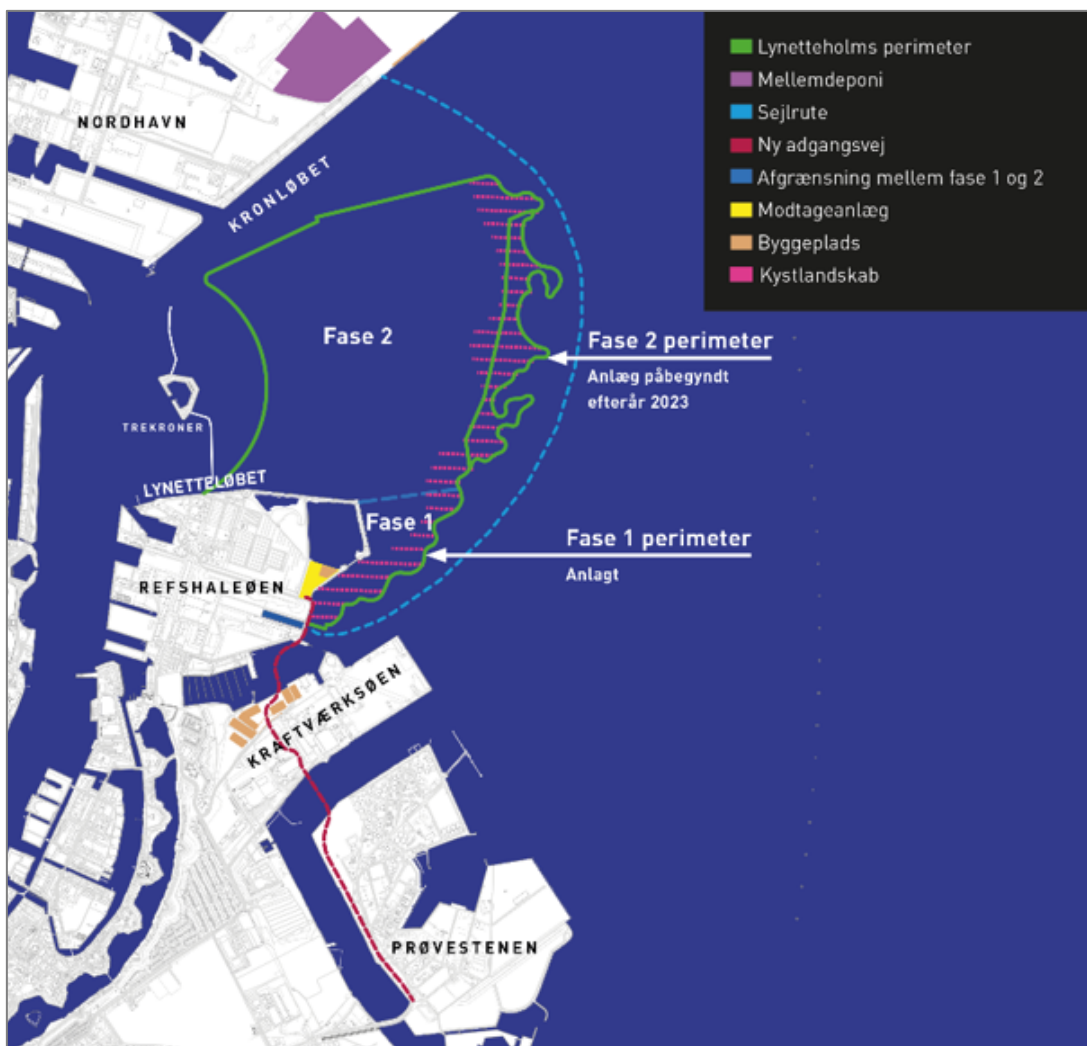 Lynetteholms perimeter
Mellemdeponi
Sejlrute
Ny adgangsvej
Afgrænsning mellem fase 1 og 2
Modtageanlæg
Byggeplads
Kystlandskab
NORDHAVN
KRONLØBET
Fase 2
Fase 2 perimeter
Anlæg påbegyndt
efterår 2023
TREKRONER
LYNETTELØBET
Fase 1
Fase 1 perimeter
Anlagt
REFSHALEØEN
KRAFTVÆRKSØEN
PRØVESTENEN